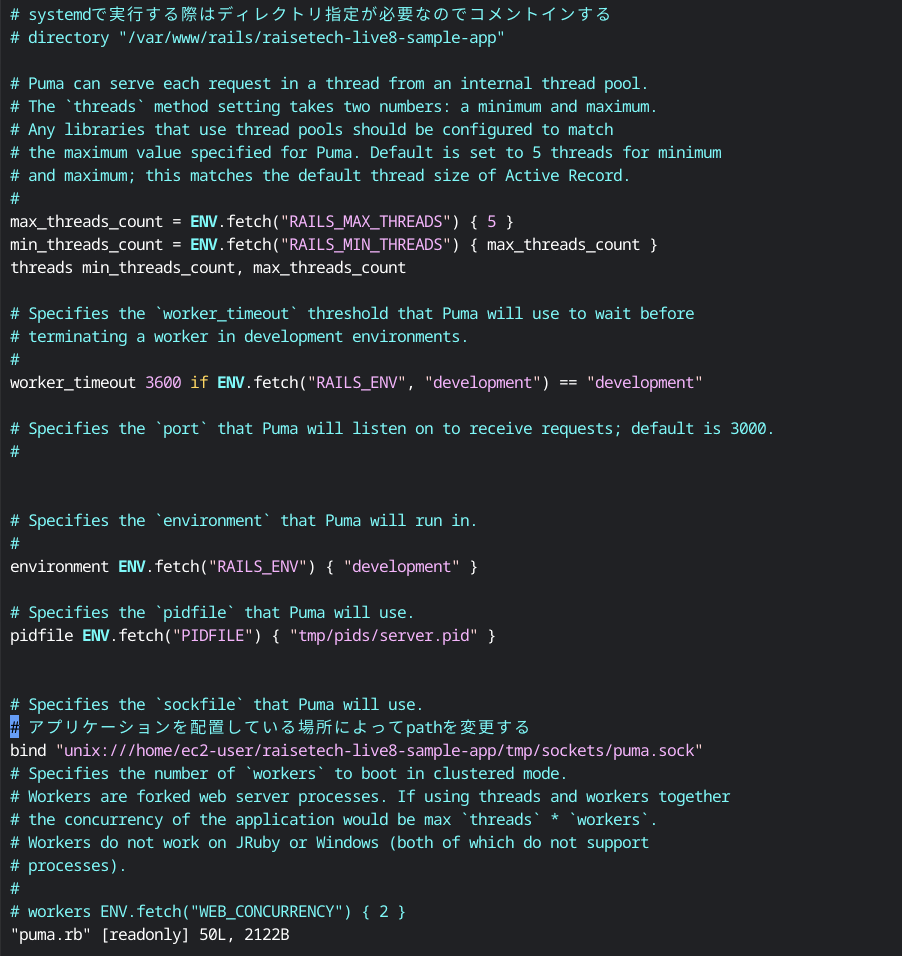 # systemdで実行する際はディレクトリ指定が必要なのでコメントインする
# directory "/var/www/rails/raisetech-live8-sample-app"
# Puma can serve each request in a thread from an internal thread pool.
# The `threads` method setting takes two numbers: a minimum and maximum.
# Any libraries that use thread pools should be configured to match
# the maximum value specified for Puma. Default is set to 5 threads for minimum
# and maximum; this matches the default thread size of Active Record.
#
max_threads_count = ENV.fetch("RAILS_MAX_THREADS") { 5 }
min_threads_count = ENV.fetch("RAILS_MIN_THREADS") { max_threads_count }
threads min_threads_count, max_threads_count
# Specifies the `worker_timeout` threshold that Puma will use to wait before
# terminating a worker in development environments.
#
worker_timeout 3600 if ENV.fetch("RAILS_ENV", "development") == "development"
# Specifies the `port` that Puma will listen on to receive requests; default is 3000.
#
# Specifies the `environment` that Puma will run in.
#
environment ENV.fetch("RAILS_ENV") { "development" }
# Specifies the `pidfile` that Puma will use.
pidfile ENV.fetch("PIDFILE") { "tmp/pids/server.pid" }
# Specifies the `sockfile` that Puma will use.
# アプリケーションを配置している場所によってpathを変更する
bind "unix:///home/ec2-user/raisetech-live8-sample-app/tmp/sockets/puma.sock"
# Specifies the number of `workers` to boot in clustered mode.
# Workers are forked web server processes. If using threads and workers together
# the concurrency of the application would be max `threads` * `workers`.
# Workers do not work on JRuby or Windows (both of which do not support
# processes).
#
# workers ENV.fetch("WEB_CONCURRENCY") { 2 }
"puma.rb" [readonly] 50L, 2122B